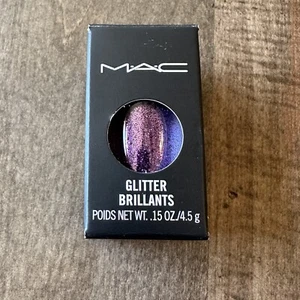 MAC
GLITTER
BRILLANTS
POIDS NET WT. .15 OZ./4.5 g